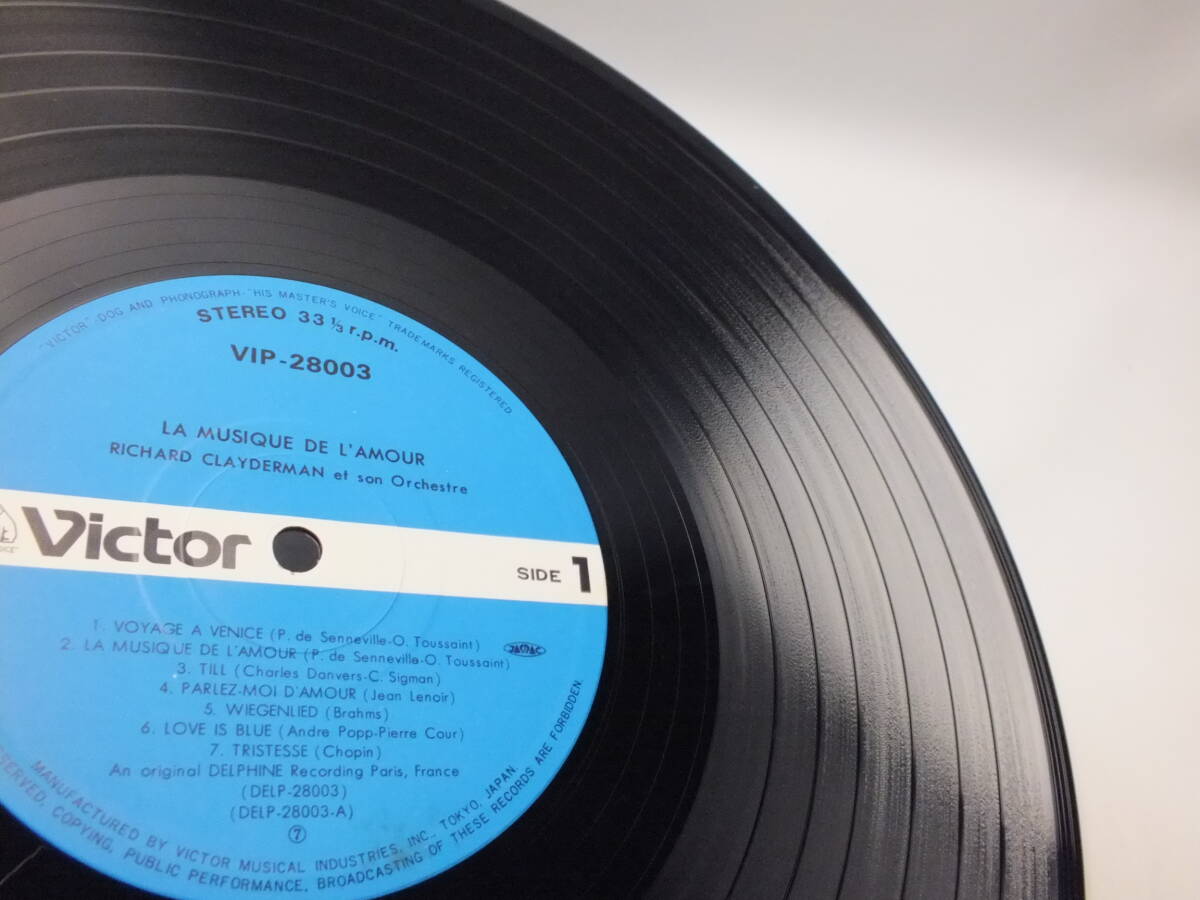 "VICTOR"·DOG AND PHONOGRAPH·"HIS MASTER'S VOICE" TRADEMARKS REGISTERED
STEREO 33 1/3 r.p.m.
VIP-28003
LA MUSIQUE DE L'AMOUR
RICHARD CLAYDERMAN et son Orchestre
Victor
SIDE 1
1. VOYAGE A VENICE (P. de Senneville-O. Toussaint)
2. LA MUSIQUE DE L'AMOUR (P. de Senneville-O. Toussaint)
JASRAC
3. TILL (Charles Danvers-C. Sigman)
4. PARLEZ-MOI D'AMOUR (Jean Lenoir)
5. WIEGENLIED (Brahms)
6. LOVE IS BLUE (Andre Popp-Pierre Cour)
7. TRISTESSE (Chopin)
An original DELPHINE Recording Paris, France
(DELP-28003)
(DELP-28003-A)
⑦
MANUFACTURED BY VICTOR MUSICAL INDUSTRIES, INC., TOKYO, JAPAN.
COPYING, PUBLIC PERFORMANCE, BROADCASTING OF THESE RECORDS ARE FORBIDDEN.